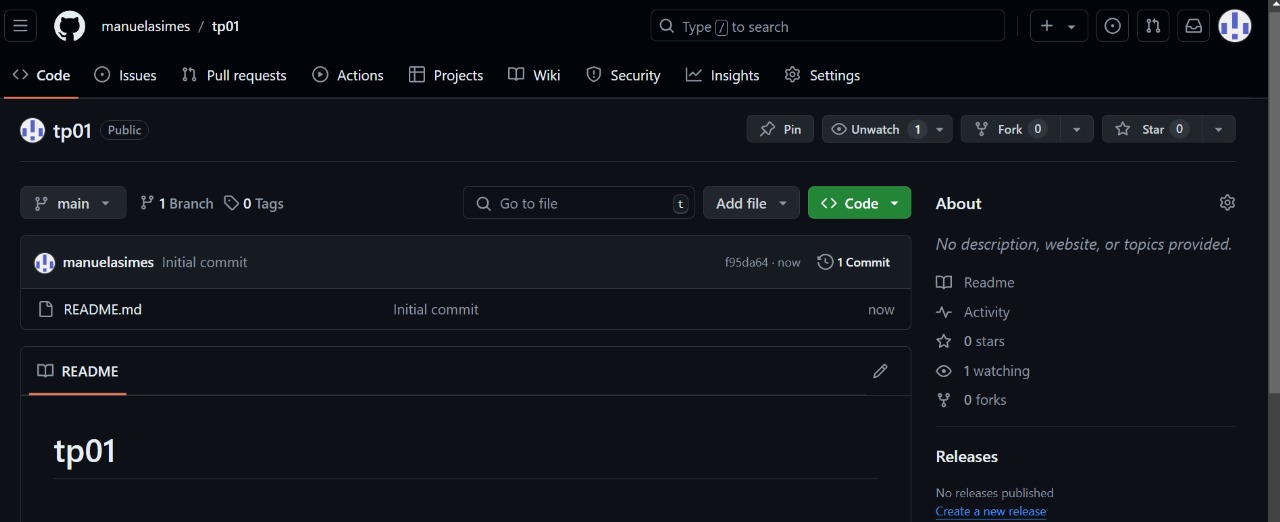 manuelasimes / tp01
Type / to search
Code Issues Pull requests Actions Projects Wiki Security Insights Settings
tp01 Public
Pin Unwatch 1 Fork 0 Star 0
main 1 Branch 0 Tags
Go to file t Add file Code
manuelasimes Initial commit f95da64 · now 1 Commit
README.md Initial commit now
README
tp01
About
No description, website, or topics provided.
Readme
Activity
0 stars
1 watching
0 forks
Releases
No releases published
Create a new release